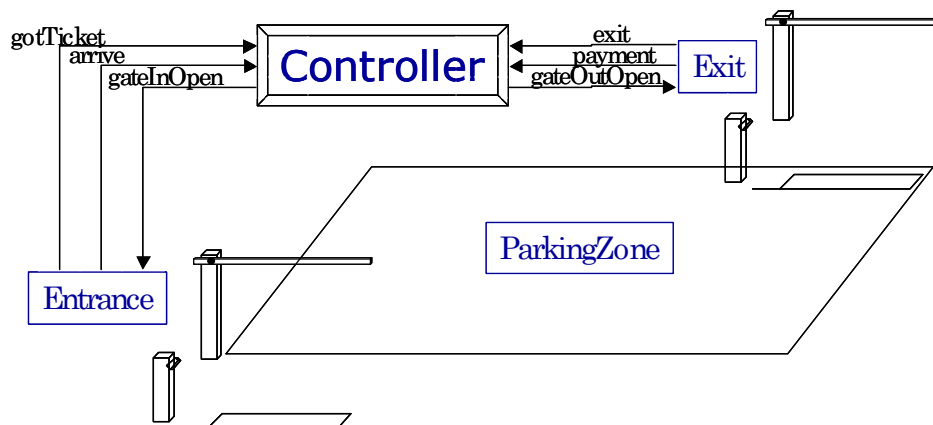 gotTicket
arrive
gateInOpen
Controller
exit
payment
gateOutOpen
Exit
ParkingZone
Entrance